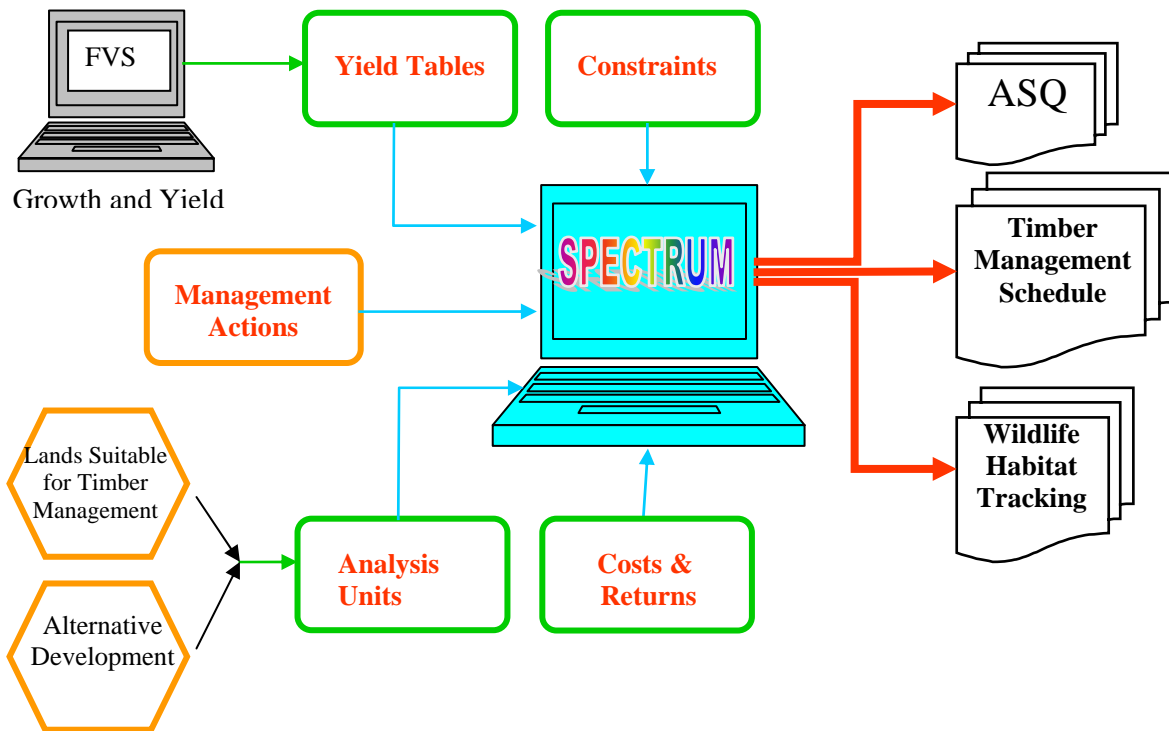 FVS
Growth and Yield
Yield Tables
Constraints
Management
Actions
Lands Suitable
for Timber
Management
Alternative
Development
Analysis
Units
Costs &
Returns
SPECTRUM
ASQ
Timber
Management
Schedule
Wildlife
Habitat
Tracking